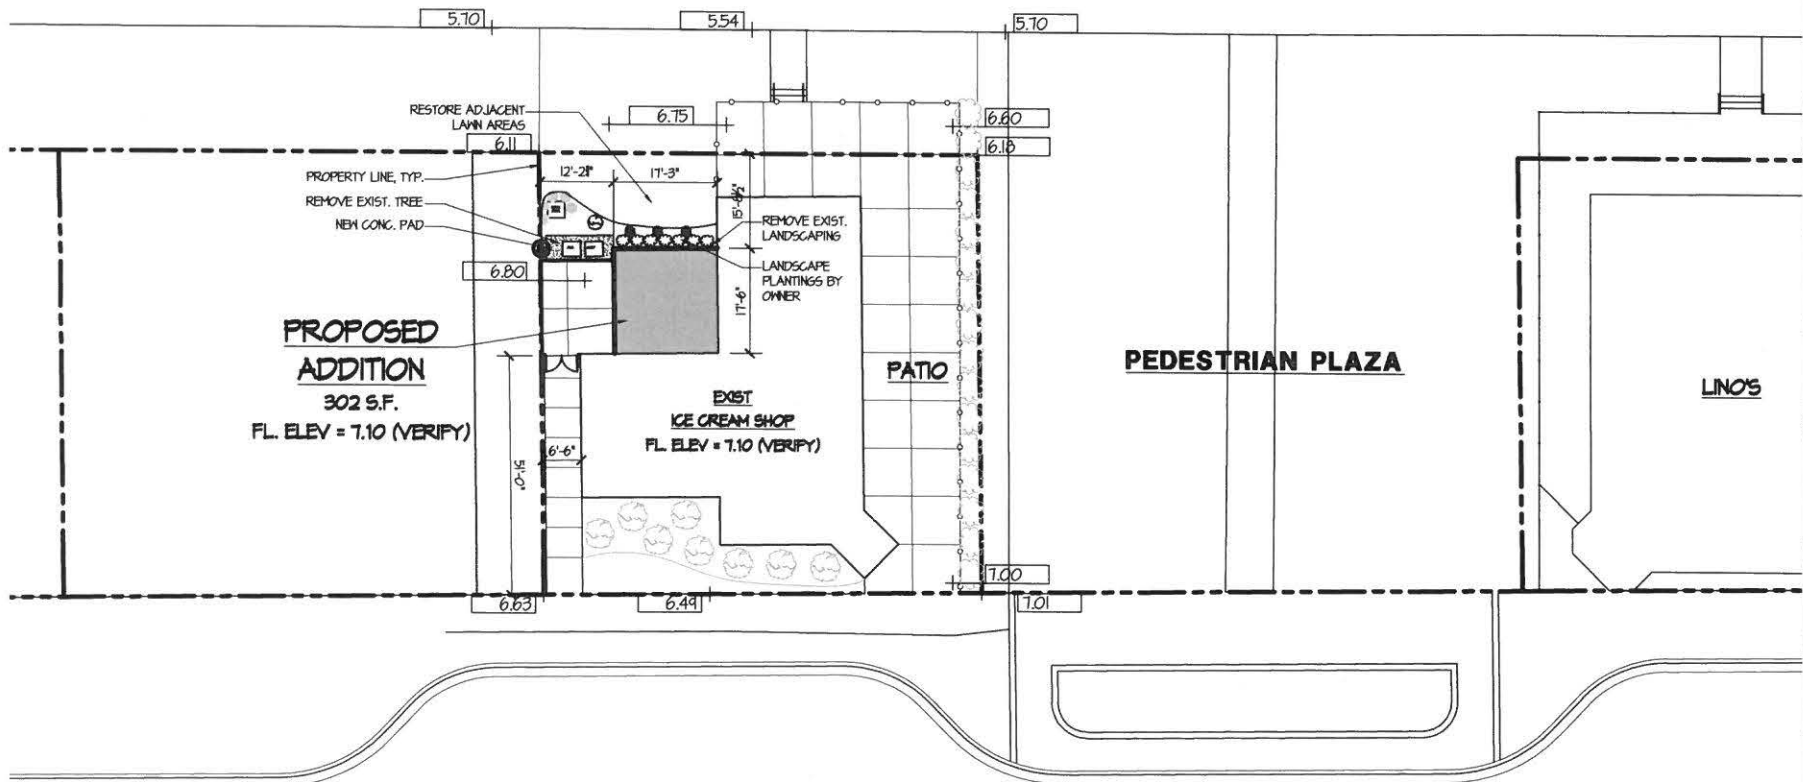 5.70
5.54
5.70
RESTORE ADJACENT
LAWN AREAS
6.75
6.60
6.11
6.18
PROPERTY LINE, TYP.
12'-2"
17'-3"
REMOVE EXIST. TREE
15'-8½"
NEW CONC. PAD
REMOVE EXIST.
LANDSCAPING
6.80
LANDSCAPE
PLANTINGS BY
OWNER
17'-6"
PROPOSED
ADDITION
302 S.F.
FL. ELEV = 7.10 (VERIFY)
PATIO
PEDESTRIAN PLAZA
LINO'S
EXIST
ICE CREAM SHOP
FL. ELEV = 7.10 (VERIFY)
6'-6"
51'-0"
7.00
6.63
6.49
7.01